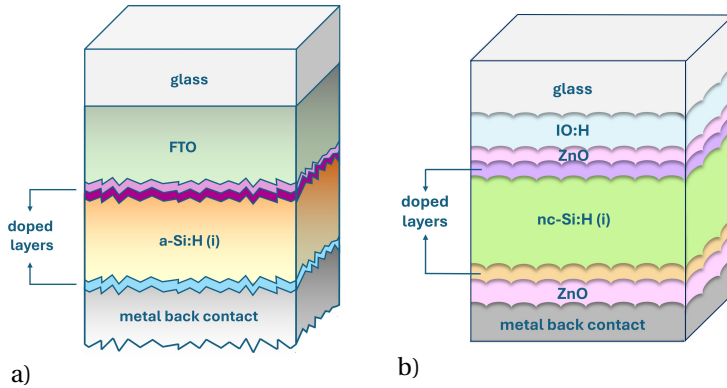 glass
FTO
doped
layers
a-Si:H (i)
metal back contact
a)
glass
IO:H
ZnO
doped
layers
nc-Si:H (i)
ZnO
metal back contact
b)